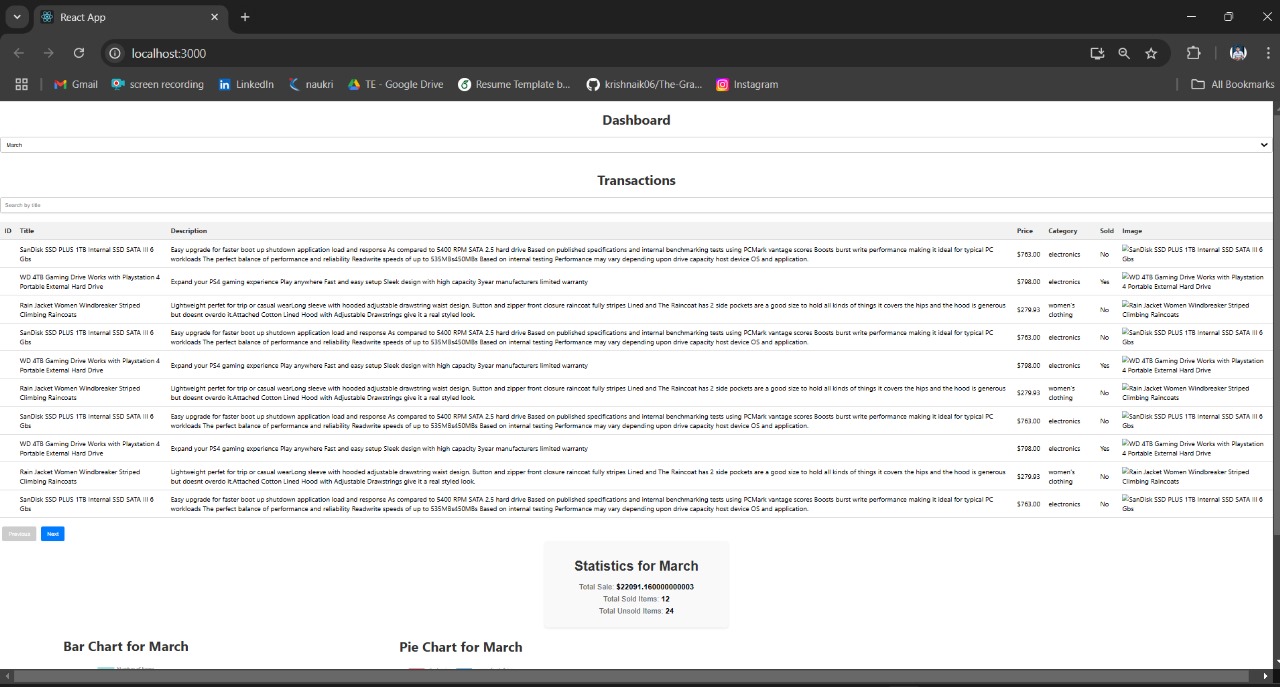 React App
localhost:3000
Gmail screen recording LinkedIn naukri TE - Google Drive Resume Template b... krishnaik06/The-Gra... Instagram All Bookmarks
Dashboard
March
Transactions
Search by title
ID Title Description Price Category Sold Image
SanDisk SSD PLUS 1TB Internal SSD SATA III 6 Easy upgrade for faster boot up shutdown application load and response As compared to 5400 RPM SATA 2.5 hard drive Based on published specifications and internal benchmarking tests using PCMark vantage scores Boosts burst write performance making it ideal for typical PC $763.00 electronics No SanDisk SSD PLUS 1TB Internal SSD SATA III 6
Gbs workloads The perfect balance of performance and reliability Readwrite speeds of up to 535MBs450MBs Based on internal testing Performance may vary depending upon drive capacity host device OS and application. Gbs
WD 4TB Gaming Drive Works with Playstation 4 Expand your PS4 gaming experience Play anywhere Fast and easy setup Sleek design with high capacity 3year manufacturers limited warranty $798.00 electronics Yes WD 4TB Gaming Drive Works with Playstation
Portable External Hard Drive 4 Portable External Hard Drive
Rain Jacket Women Windbreaker Striped Lightweight perfet for trip or casual wearLong sleeve with hooded adjustable drawstring waist design. Button and zipper front closure raincoat fully stripes Lined and The Raincoat has 2 side pockets are a good size to hold all kinds of things it covers the hips and the hood is generous $279.93 women's No Rain Jacket Women Windbreaker Striped
Climbing Raincoats but doesnt overdo it.Attached Cotton Lined Hood with Adjustable Drawstrings give it a real styled look. clothing Climbing Raincoats
SanDisk SSD PLUS 1TB Internal SSD SATA III 6 Easy upgrade for faster boot up shutdown application load and response As compared to 5400 RPM SATA 2.5 hard drive Based on published specifications and internal benchmarking tests using PCMark vantage scores Boosts burst write performance making it ideal for typical PC $763.00 electronics No SanDisk SSD PLUS 1TB Internal SSD SATA III 6
Gbs workloads The perfect balance of performance and reliability Readwrite speeds of up to 535MBs450MBs Based on internal testing Performance may vary depending upon drive capacity host device OS and application. Gbs
WD 4TB Gaming Drive Works with Playstation 4 Expand your PS4 gaming experience Play anywhere Fast and easy setup Sleek design with high capacity 3year manufacturers limited warranty $798.00 electronics Yes WD 4TB Gaming Drive Works with Playstation
Portable External Hard Drive 4 Portable External Hard Drive
Rain Jacket Women Windbreaker Striped Lightweight perfet for trip or casual wearLong sleeve with hooded adjustable drawstring waist design. Button and zipper front closure raincoat fully stripes Lined and The Raincoat has 2 side pockets are a good size to hold all kinds of things it covers the hips and the hood is generous $279.93 women's No Rain Jacket Women Windbreaker Striped
Climbing Raincoats but doesnt overdo it.Attached Cotton Lined Hood with Adjustable Drawstrings give it a real styled look. clothing Climbing Raincoats
SanDisk SSD PLUS 1TB Internal SSD SATA III 6 Easy upgrade for faster boot up shutdown application load and response As compared to 5400 RPM SATA 2.5 hard drive Based on published specifications and internal benchmarking tests using PCMark vantage scores Boosts burst write performance making it ideal for typical PC $763.00 electronics No SanDisk SSD PLUS 1TB Internal SSD SATA III 6
Gbs workloads The perfect balance of performance and reliability Readwrite speeds of up to 535MBs450MBs Based on internal testing Performance may vary depending upon drive capacity host device OS and application. Gbs
WD 4TB Gaming Drive Works with Playstation 4 Expand your PS4 gaming experience Play anywhere Fast and easy setup Sleek design with high capacity 3year manufacturers limited warranty $798.00 electronics Yes WD 4TB Gaming Drive Works with Playstation
Portable External Hard Drive 4 Portable External Hard Drive
Rain Jacket Women Windbreaker Striped Lightweight perfet for trip or casual wearLong sleeve with hooded adjustable drawstring waist design. Button and zipper front closure raincoat fully stripes Lined and The Raincoat has 2 side pockets are a good size to hold all kinds of things it covers the hips and the hood is generous $279.93 women's No Rain Jacket Women Windbreaker Striped
Climbing Raincoats but doesnt overdo it.Attached Cotton Lined Hood with Adjustable Drawstrings give it a real styled look. clothing Climbing Raincoats
SanDisk SSD PLUS 1TB Internal SSD SATA III 6 Easy upgrade for faster boot up shutdown application load and response As compared to 5400 RPM SATA 2.5 hard drive Based on published specifications and internal benchmarking tests using PCMark vantage scores Boosts burst write performance making it ideal for typical PC $763.00 electronics No SanDisk SSD PLUS 1TB Internal SSD SATA III 6
Gbs workloads The perfect balance of performance and reliability Readwrite speeds of up to 535MBs450MBs Based on internal testing Performance may vary depending upon drive capacity host device OS and application. Gbs
Previous Next
Statistics for March
Total Sale: $22091.160000000003
Total Sold Items: 12
Total Unsold Items: 24
Bar Chart for March Pie Chart for March